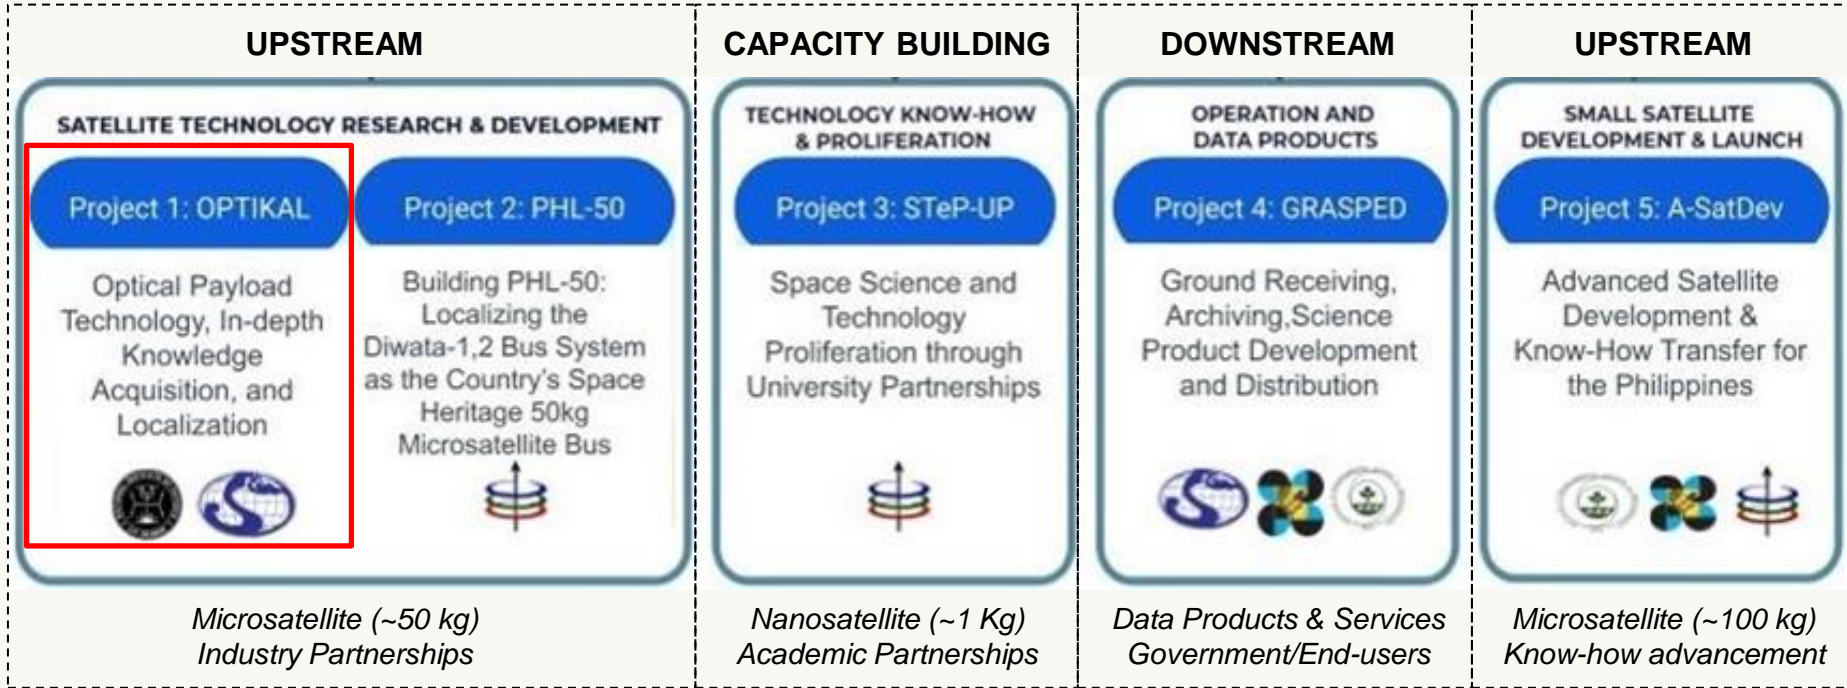 UPSTREAM
SATELLITE TECHNOLOGY RESEARCH & DEVELOPMENT
Project 1: OPTIKAL
Optical Payload
Technology, In-depth
Knowledge
Acquisition, and
Localization
Project 2: PHL-50
Building PHL-50:
Localizing the
Diwata-1,2 Bus System
as the Country's Space
Heritage 50kg
Microsatellite Bus
Microsatellite (~50 kg)
Industry Partnerships
CAPACITY BUILDING
TECHNOLOGY KNOW-HOW
& PROLIFERATION
Project 3: STeP-UP
Space Science and
Technology
Proliferation through
University Partnerships
Nanosatellite (~1 Kg)
Academic Partnerships
DOWNSTREAM
OPERATION AND
DATA PRODUCTS
Project 4: GRASPED
Ground Receiving,
Archiving,Science
Product Development
and Distribution
Data Products & Services
Government/End-users
UPSTREAM
SMALL SATELLITE
DEVELOPMENT & LAUNCH
Project 5: A-SatDev
Advanced Satellite
Development &
Know-How Transfer for
the Philippines
Microsatellite (~100 kg)
Know-how advancement